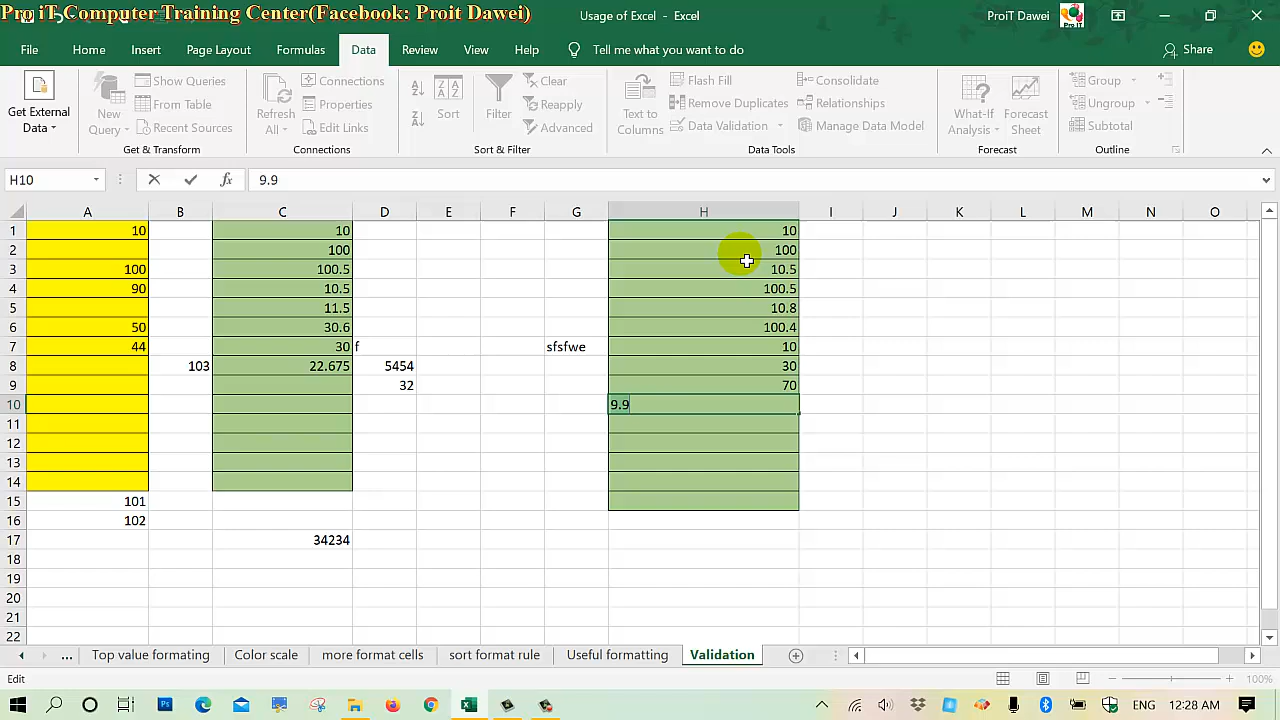 Pro iT Computer Training Center(Facebook: Proit Dawei)
Usage of Excel - Excel
ProiT Dawei
Pro IT
File Home Insert Page Layout Formulas Data Review View Help Tell me what you want to do Share
Get External Data
New Query
Show Queries
From Table
Recent Sources
Get & Transform
Refresh All
Connections
Properties
Edit Links
Connections
Sort
Filter
Clear
Reapply
Advanced
Sort & Filter
Text to Columns
Flash Fill
Remove Duplicates
Data Validation
Consolidate
Relationships
Manage Data Model
Data Tools
What-If Analysis
Forecast Sheet
Forecast
Group
Ungroup
Subtotal
Outline
H10 fx 9.9
A B C D E F G H I J K L M N O
1 10 10 10
2 100 100
3 100 100.5 10.5
4 90 10.5 100.5
5 11.5 10.8
6 50 30.6 100.4
7 44 30 f sfsfwe 10
8 103 22.675 5454 30
9 32 70
10 9.9
11
12
13
14
15 101
16 102
17 34234
18
19
20
21
22
... Top value formating Color scale more format cells sort format rule Useful formatting Validation
Edit 100%
ENG 12:28 AM